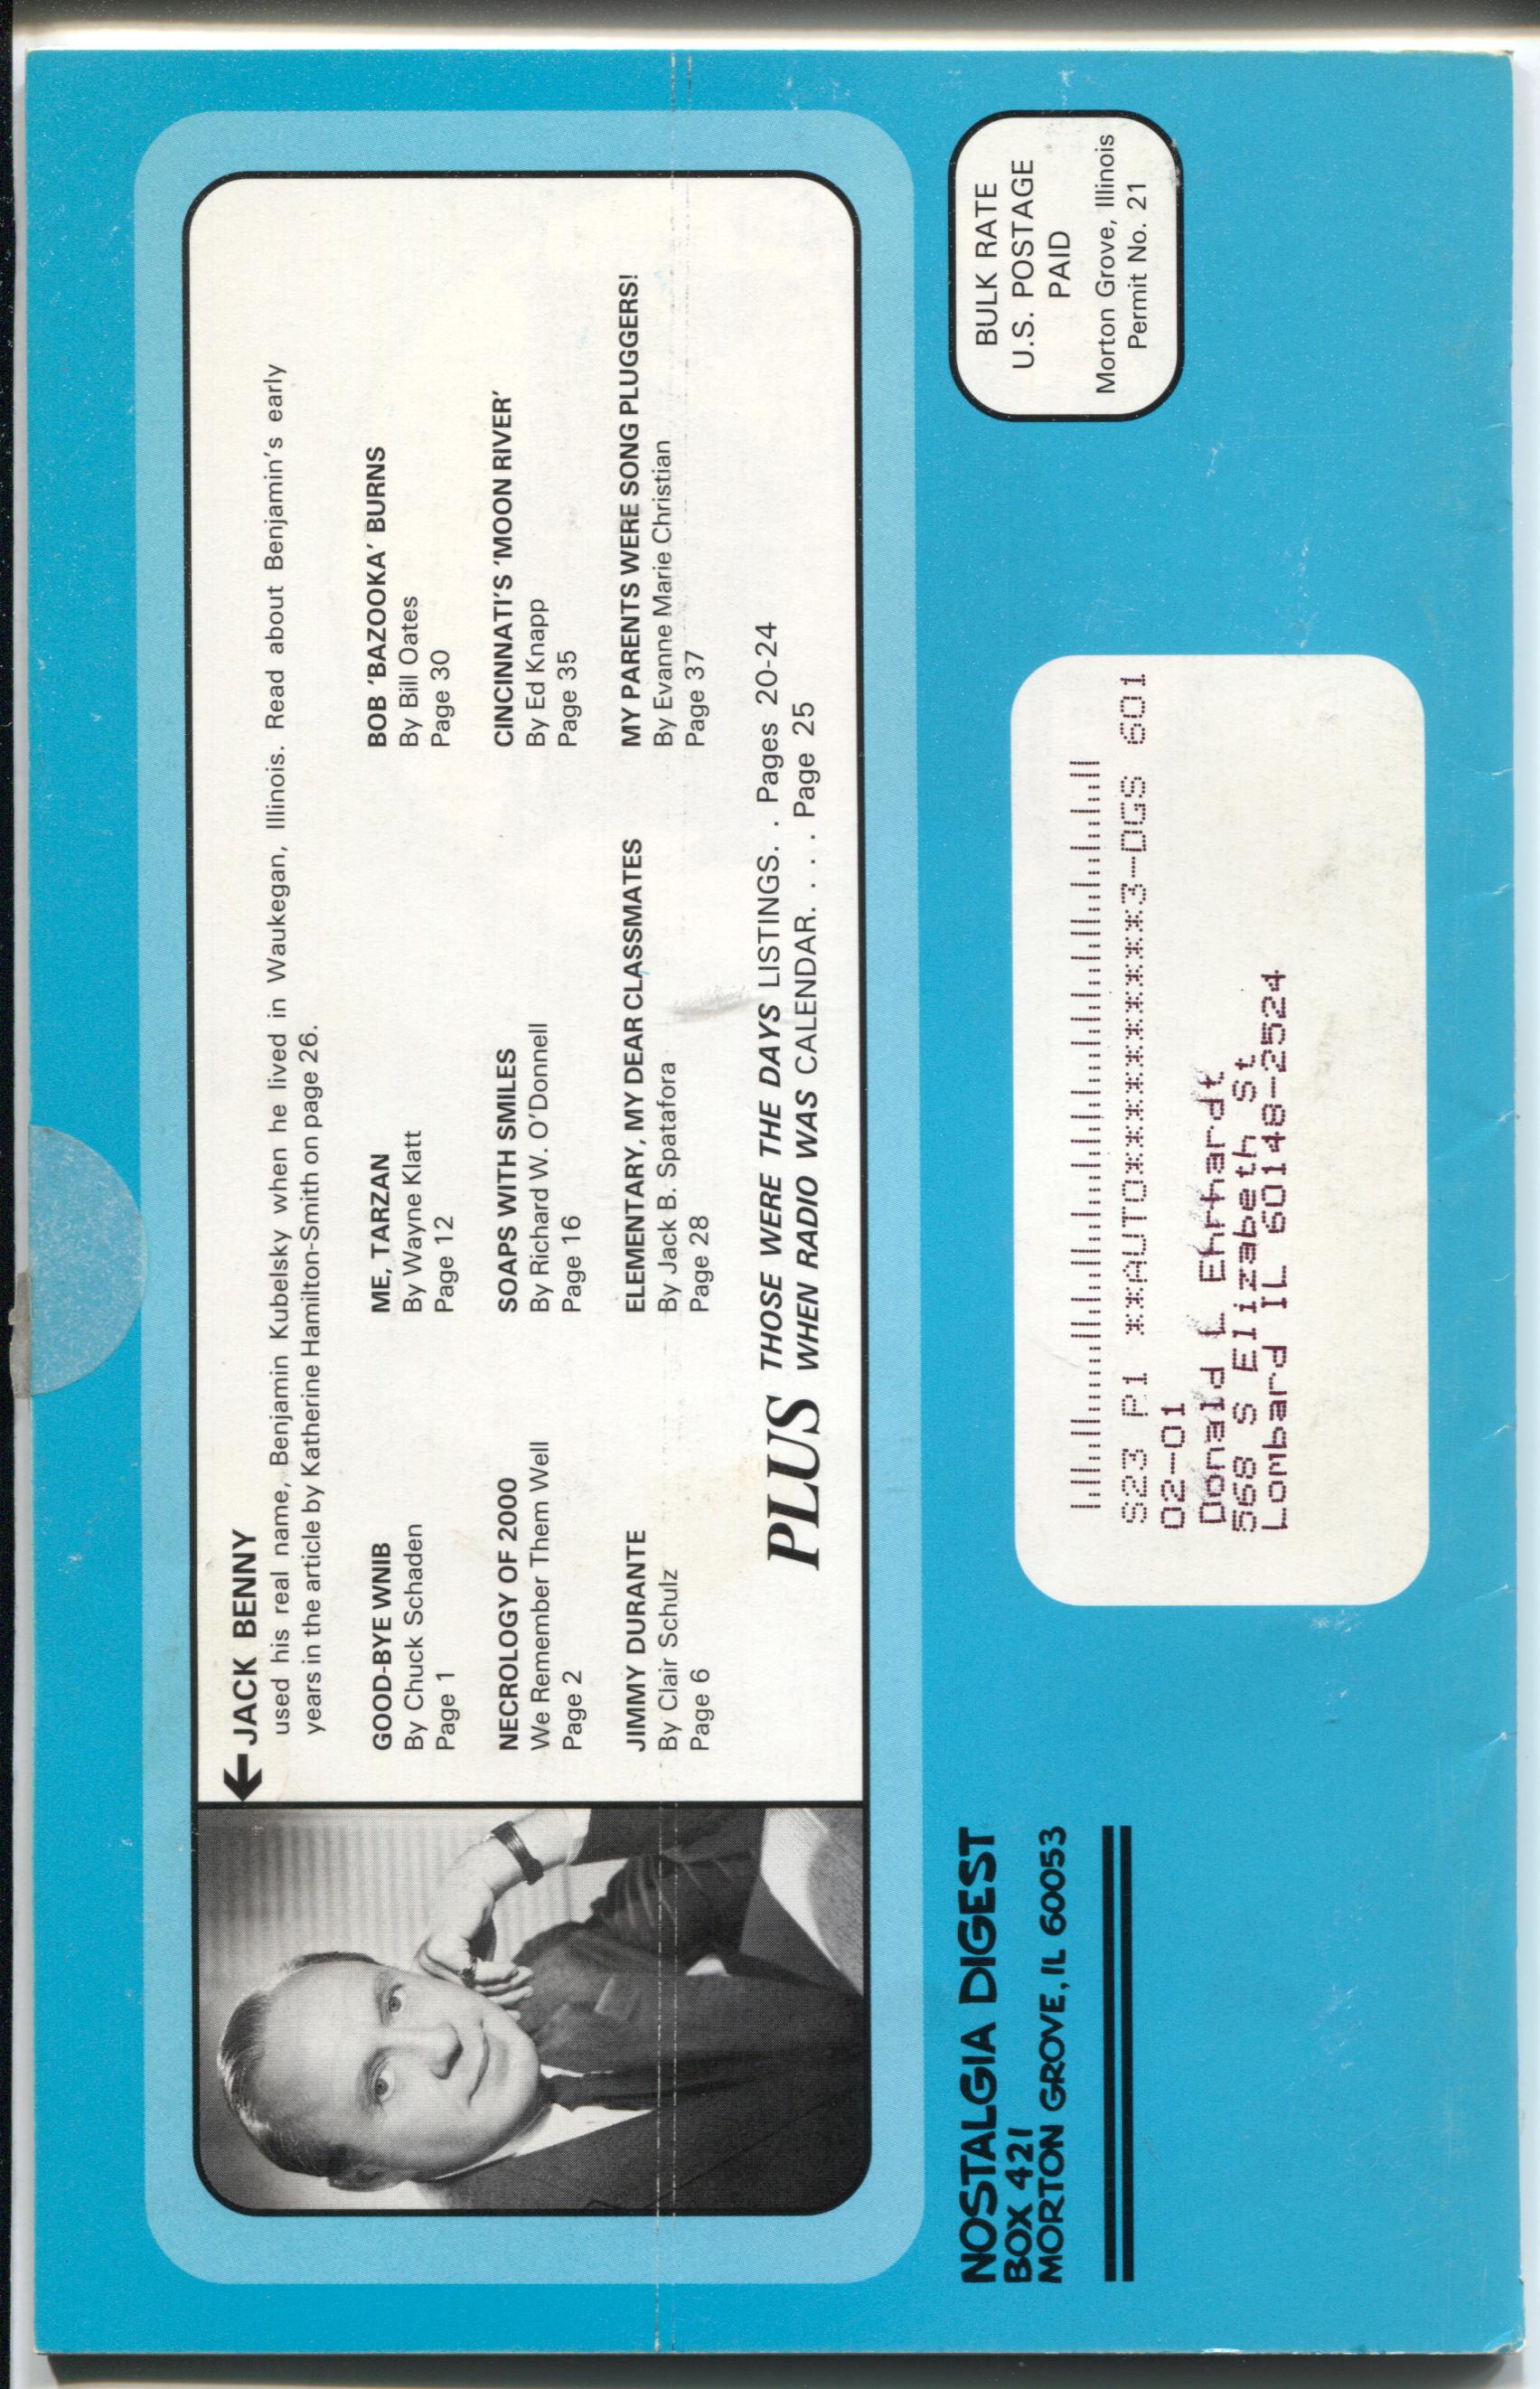 JACK BENNY
used his real name, Benjamin Kubelsky when he lived in Waukegan, Illinois. Read about Benjamin's early
years in the article by Katherine Hamilton-Smith on page 26.
GOOD-BYE WNIB
By Chuck Schaden
Page 1
NECROLOGY OF 2000
We Remember Them Well
Page 2
JIMMY DURANTE
By Clair Schulz
Page 6
ME, TARZAN
By Wayne Klatt
Page 12
SOAPS WITH SMILES
By Richard W. O'Donnell
Page 16
ELEMENTARY, MY DEAR CLASSMATES
By Jack B. Spatafora
Page 28
BOB 'BAZOOKA' BURNS
By Bill Oates
Page 30
CINCINNATI'S 'MOON RIVER'
By Ed Knapp
Page 35
MY PARENTS WERE SONG PLUGGERS!
By Evanne Marie Christian
Page 37
PLUS THOSE WERE THE DAYS LISTINGS. . Pages 20-24
WHEN RADIO WAS CALENDAR. . . . Page 25
NOSTALGIA DIGEST
BOX 421
MORTON GROVE, IL 60053
S23 P1 **AUTO**********3-DGS 601
02-01
Donald L Ehrhardt
568 S Elizabeth St
Lombard IL 60148-2524
BULK RATE
U.S. POSTAGE
PAID
Morton Grove, Illinois
Permit No. 21